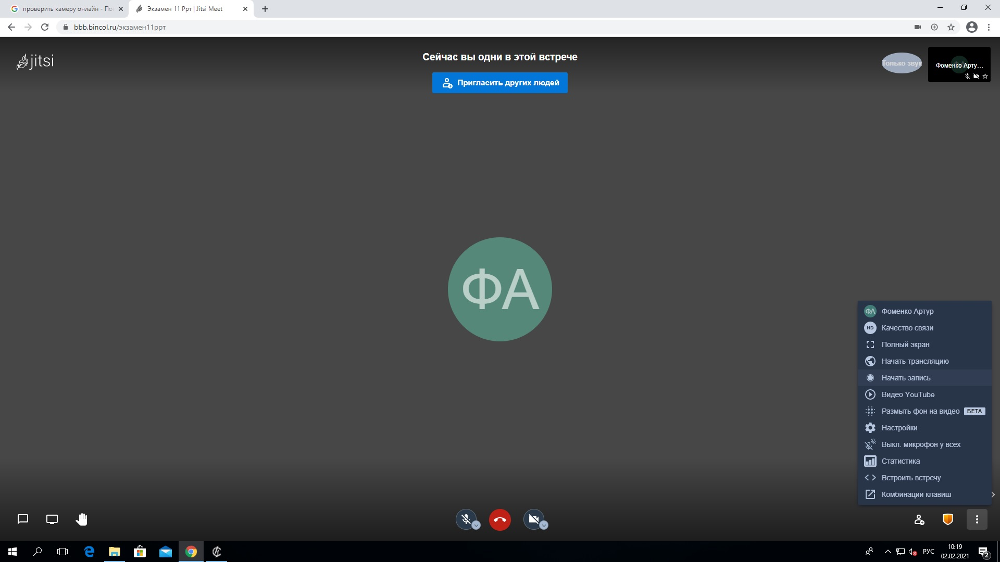 проверить камеру онлайн - По
Экзамен 11 Ррт | Jitsi Meet
bbb.bincol.ru/экзамен11ррт
jitsi
Сейчас вы одни в этой встрече
Пригласить других людей
Только звук
Фоменко Арту...
ФА
ФА Фоменко Артур
HD Качество связи
Полный экран
Начать трансляцию
Начать запись
Видео YouTube
Размыть фон на видео БЕТА
Настройки
Выкл. микрофон у всех
Статистика
Встроить встречу
Комбинации клавиш
РУС
10:19
02.02.2021
2